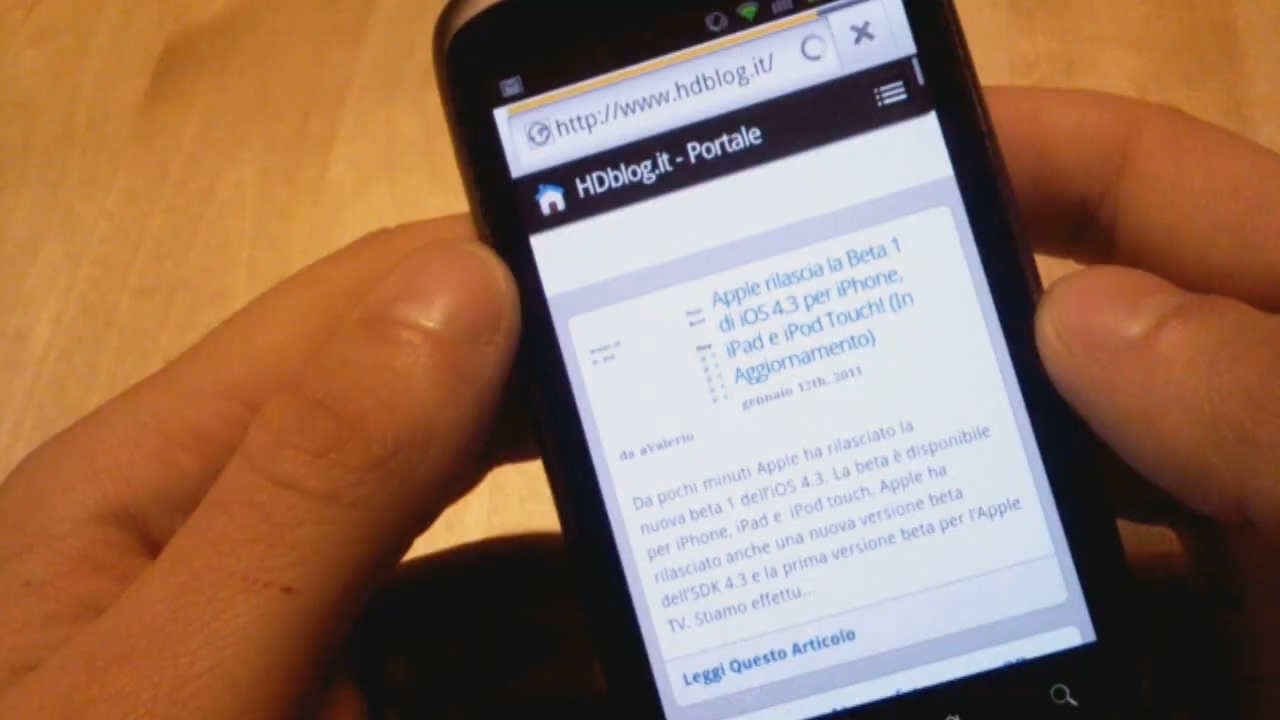 http://www.hdblog.it/
HDblog.it - Portale
Apple rilascia la Beta 1
di iOS 4.3 per iPhone,
iPad e iPod Touch! (In
Aggiornamento)
gennaio 12th, 2011
da aValerio
Da pochi minuti Apple ha rilasciato la
nuova beta 1 dell'iOS 4.3. La beta è disponibile
per iPhone, iPad e iPod touch. Apple ha
rilasciato anche una nuova versione beta
dell'SDK 4.3 e la prima versione beta per l'Apple
TV. Stiamo effettu...
Leggi Questo Articolo